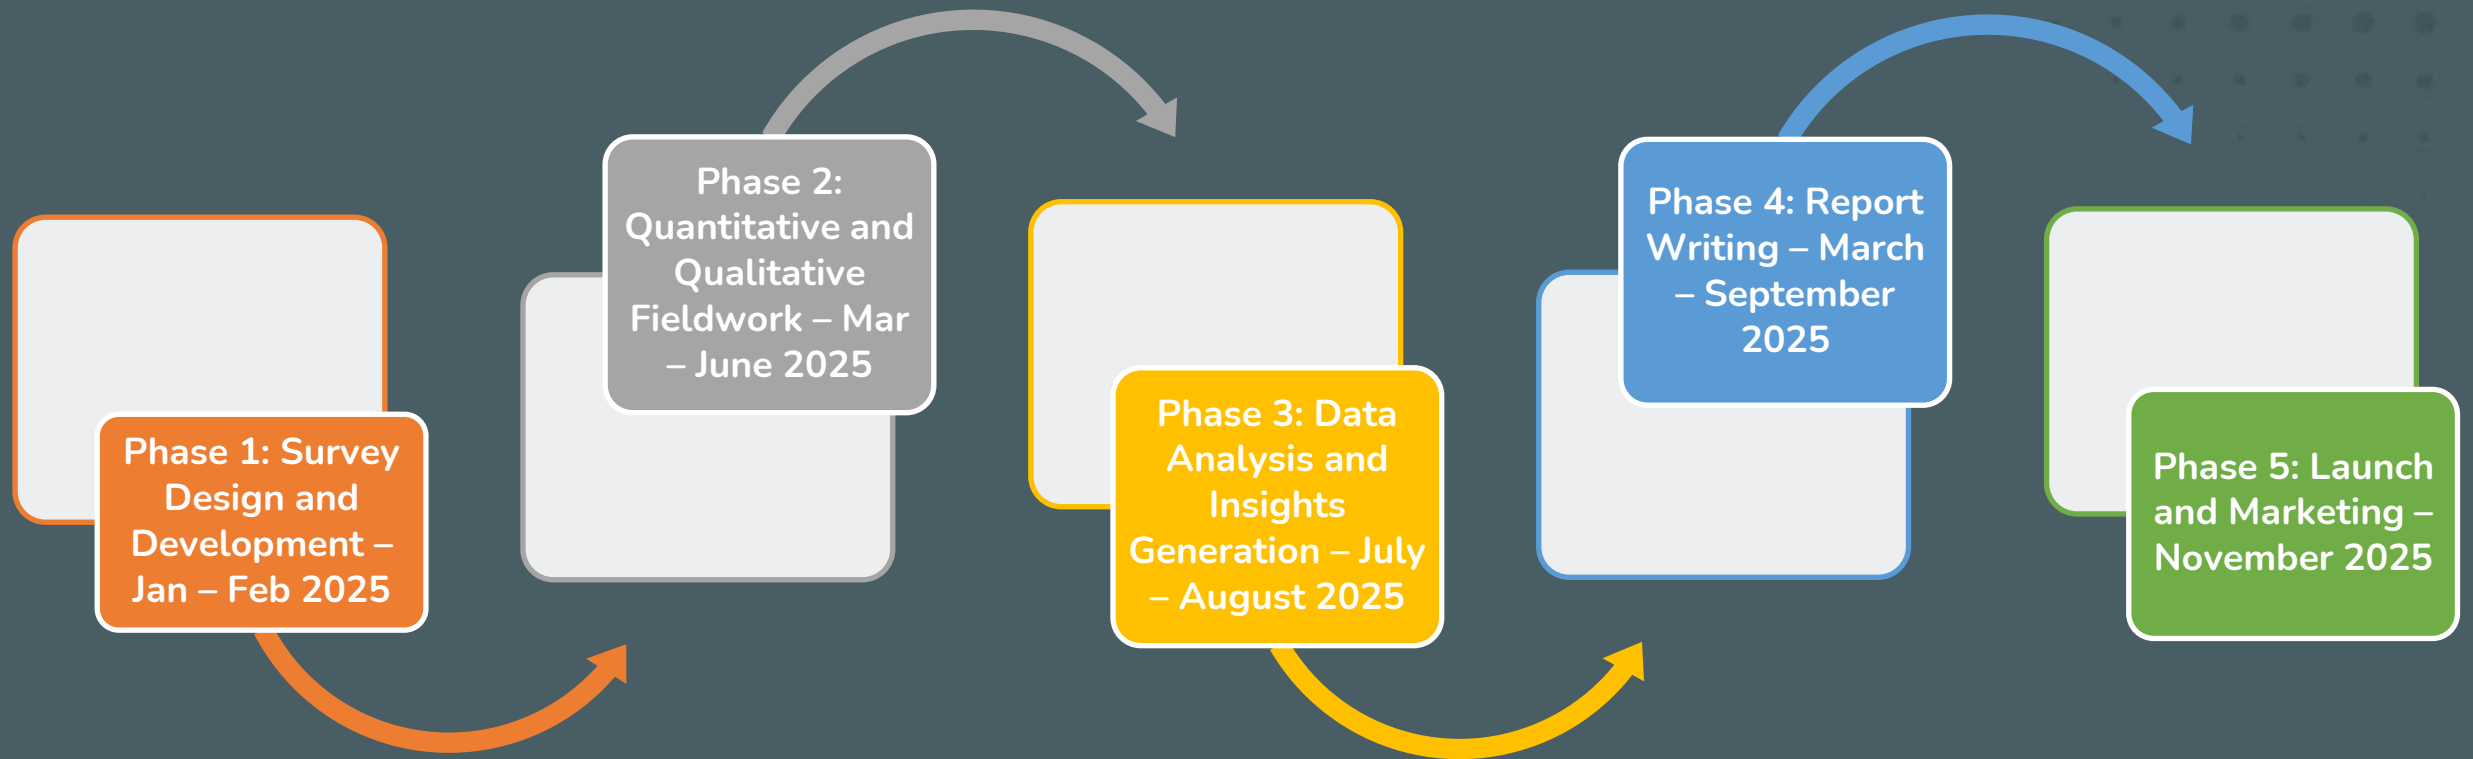 Phase 1: Survey
Design and
Development –
Jan – Feb 2025
Phase 2:
Quantitative and
Qualitative
Fieldwork – Mar
– June 2025
Phase 3: Data
Analysis and
Insights
Generation – July
– August 2025
Phase 4: Report
Writing – March
– September
2025
Phase 5: Launch
and Marketing –
November 2025